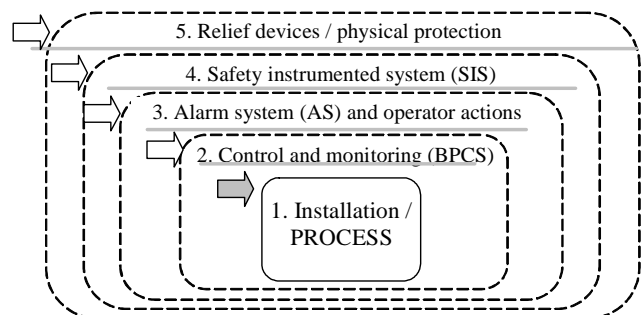 5. Relief devices / physical protection
4. Safety instrumented system (SIS)
3. Alarm system (AS) and operator actions
2. Control and monitoring (BPCS)
1. Installation /
PROCESS